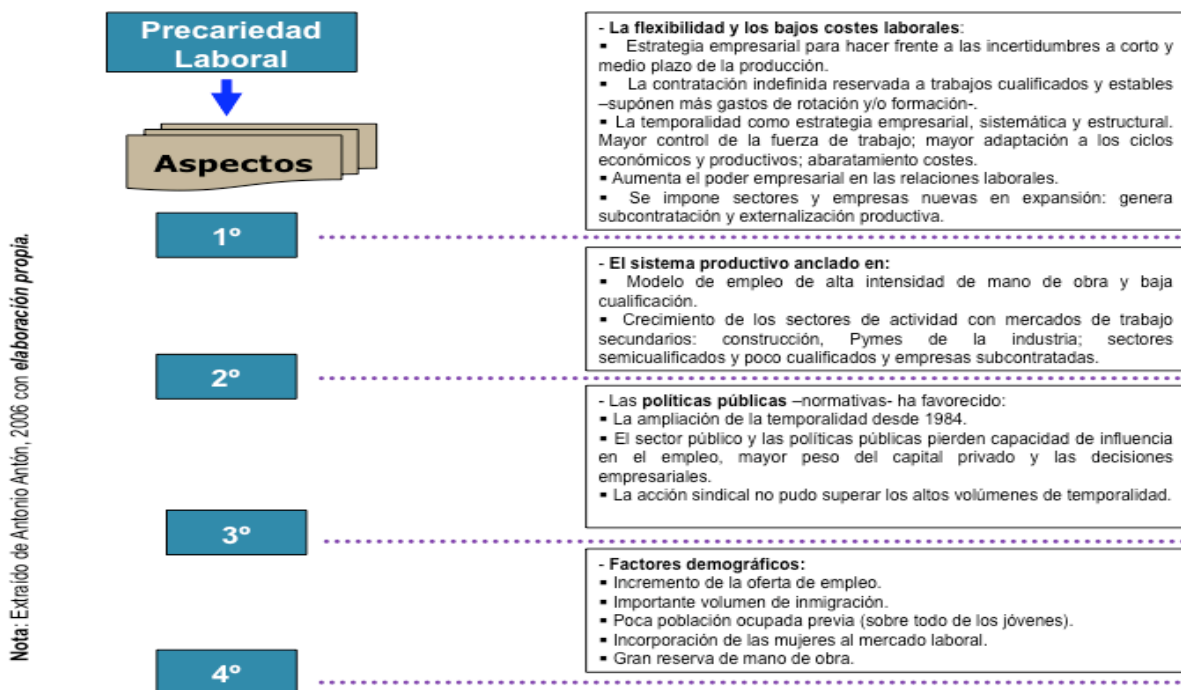 Precariedad
Laboral
Aspectos
- La flexibilidad y los bajos costes laborales:
▪ Estrategia empresarial para hacer frente a las incertidumbres a corto y
medio plazo de la producción.
▪ La contratación indefinida reservada a trabajos cualificados y estables
–supónen más gastos de rotación y/o formación-.
▪ La temporalidad como estrategia empresarial, sistemática y estructural.
Mayor control de la fuerza de trabajo; mayor adaptación a los ciclos
económicos y productivos; abaratamiento costes.
▪ Aumenta el poder empresarial en las relaciones laborales.
▪ Se impone sectores y empresas nuevas en expansión: genera
subcontratación y externalización productiva.
1º
- El sistema productivo anclado en:
▪ Modelo de empleo de alta intensidad de mano de obra y baja
cualificación.
▪ Crecimiento de los sectores de actividad con mercados de trabajo
secundarios: construcción, Pymes de la industria; sectores
semicualificados y poco cualificados y empresas subcontratadas.
2º
- Las políticas públicas –normativas- ha favorecido:
▪ La ampliación de la temporalidad desde 1984.
▪ El sector público y las políticas públicas pierden capacidad de influencia
en el empleo, mayor peso del capital privado y las decisiones
empresariales.
▪ La acción sindical no pudo superar los altos volúmenes de temporalidad.
3º
- Factores demográficos:
▪ Incremento de la oferta de empleo.
▪ Importante volumen de inmigración.
▪ Poca población ocupada previa (sobre todo de los jóvenes).
▪ Incorporación de las mujeres al mercado laboral.
▪ Gran reserva de mano de obra.
4º
Nota: Extraído de Antonio Antón, 2006 con elaboración propia.